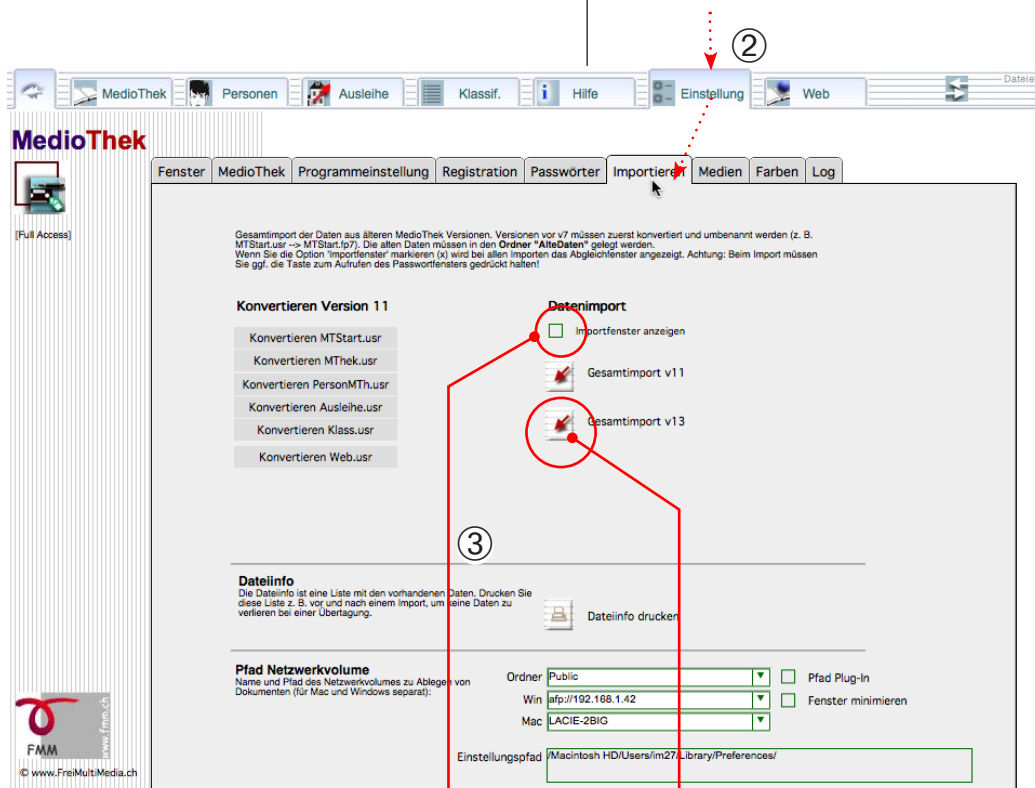 ②
Dateie
MedioThek Personen Ausleihe Klassif. Hilfe Einstellung Web
MedioThek
Fenster MedioThek Programmeinstellung Registration Passwörter Importieren Medien Farben Log
[Full Access]
Gesamtimport der Daten aus älteren MedioThek Versionen. Versionen vor v7 müssen zuerst konvertiert und umbenannt werden (z. B.
MTStart.usr --> MTStart.fp7). Die alten Daten müssen in den Ordner "AlteDaten" gelegt werden.
Wenn Sie die Option 'Importfenster' markieren (x) wird bei allen Importen das Abgleichfenster angezeigt. Achtung: Beim Import müssen
Sie ggf. die Taste zum Aufrufen des Passwortfensters gedrückt halten!
Konvertieren Version 11
Konvertieren MTStart.usr
Konvertieren MThek.usr
Konvertieren PersonMTh.usr
Konvertieren Ausleihe.usr
Konvertieren Klass.usr
Konvertieren Web.usr
Datenimport
Importfenster anzeigen
Gesamtimport v11
Gesamtimport v13
③
Dateiinfo
Die Dateiinfo ist eine Liste mit den vorhandenen Daten. Drucken Sie
diese Liste z. B. vor und nach einem Import, um keine Daten zu
verlieren bei einer Übertagung.
Dateiinfo drucken
Pfad Netzwerkvolume
Name und Pfad des Netzwerkvolumes zu Ablegen von
Dokumenten (für Mac und Windows separat):
Ordner Public
Pfad Plug-In
Win afp://192.168.1.42
Fenster minimieren
Mac LACIE-2BIG
Einstellungspfad /Macintosh HD/Users/im27/Library/Preferences/
www.fmm.ch
FMM
© www.FreiMultiMedia.ch